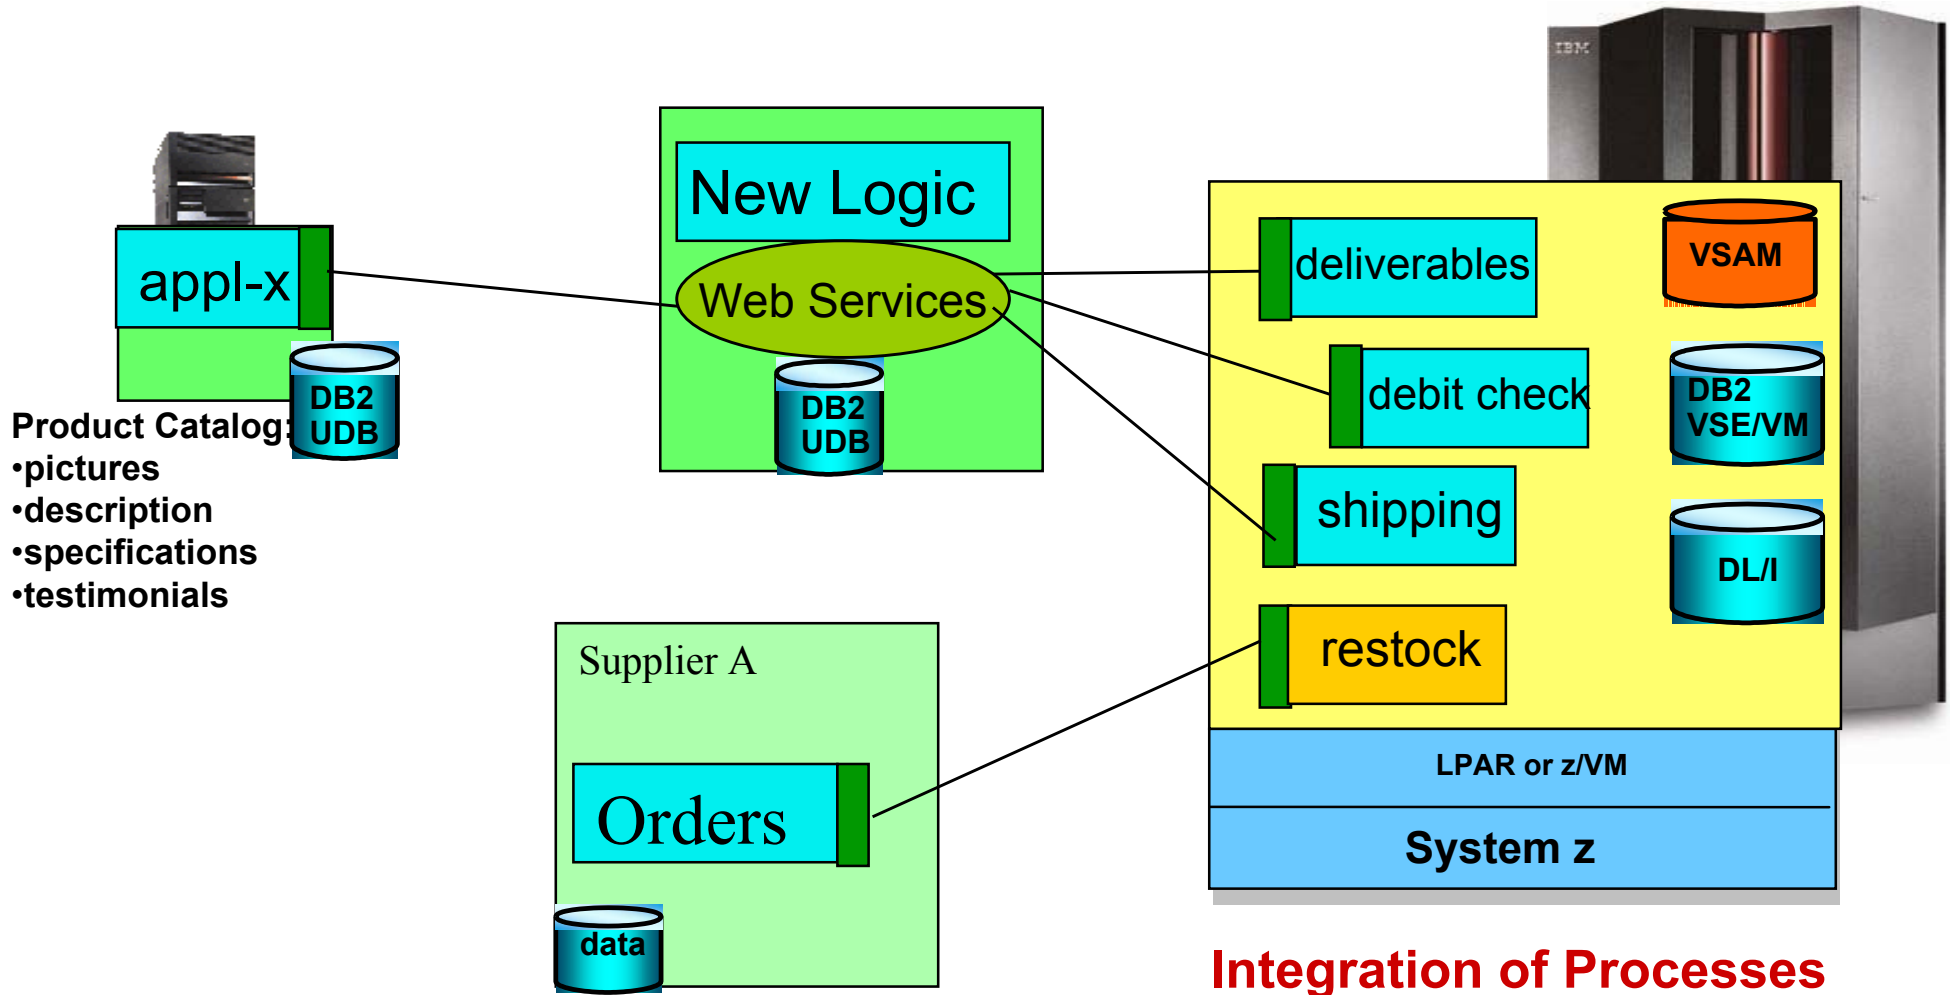 IBM
New Logic
Web Services
DB2
UDB
appl-x
DB2
UDB
Product Catalog:
•pictures
•description
•specifications
•testimonials
deliverables
debit check
shipping
restock
VSAM
DB2
VSE/VM
DL/I
LPAR or z/VM
System z
Supplier A
Orders
data
Integration of Processes